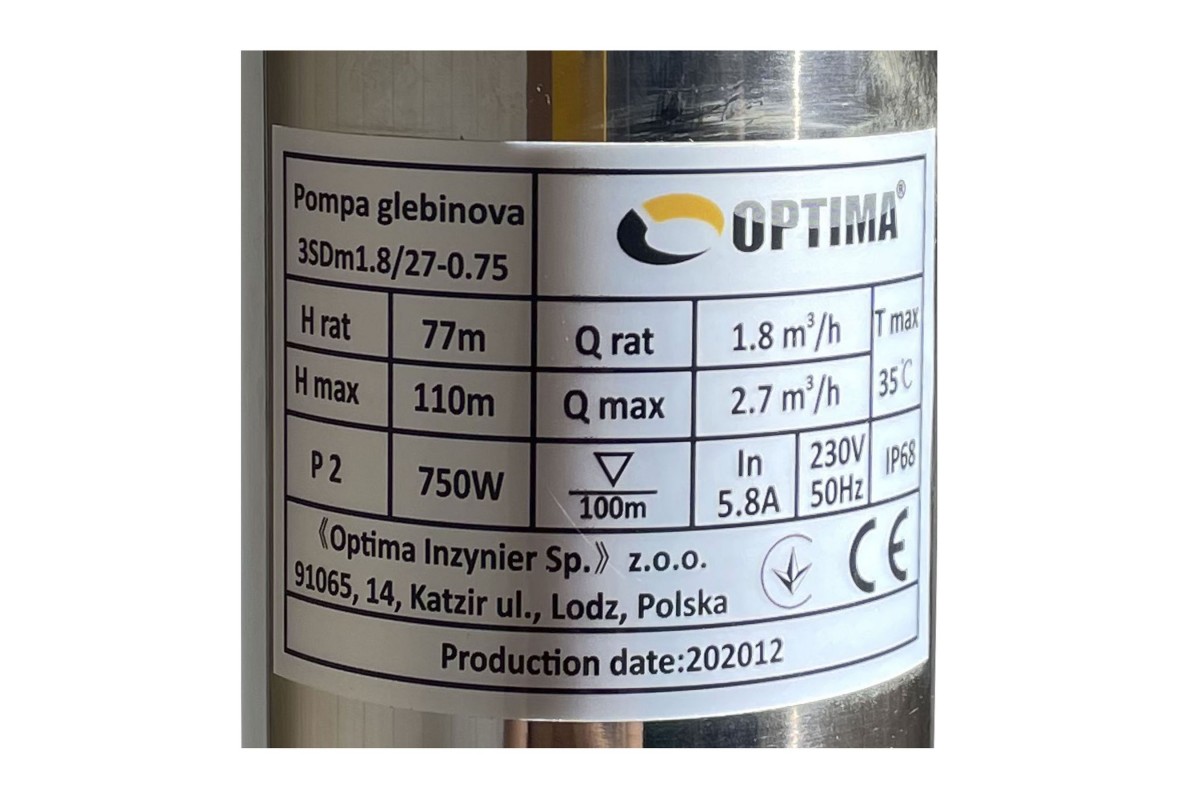 Pompa glebinova
3SDm1.8/27-0.75
OPTIMA®
H rat 77m Q rat 1.8 m³/h T max
H max 110m Q max 2.7 m³/h 35℃
P2 750W ▽ 100m In 5.8A 230V 50Hz IP68
《Optima Inzynier Sp.》 z.o.o.
91065, 14, Katzir ul., Lodz, Polska
CE
Production date:202012